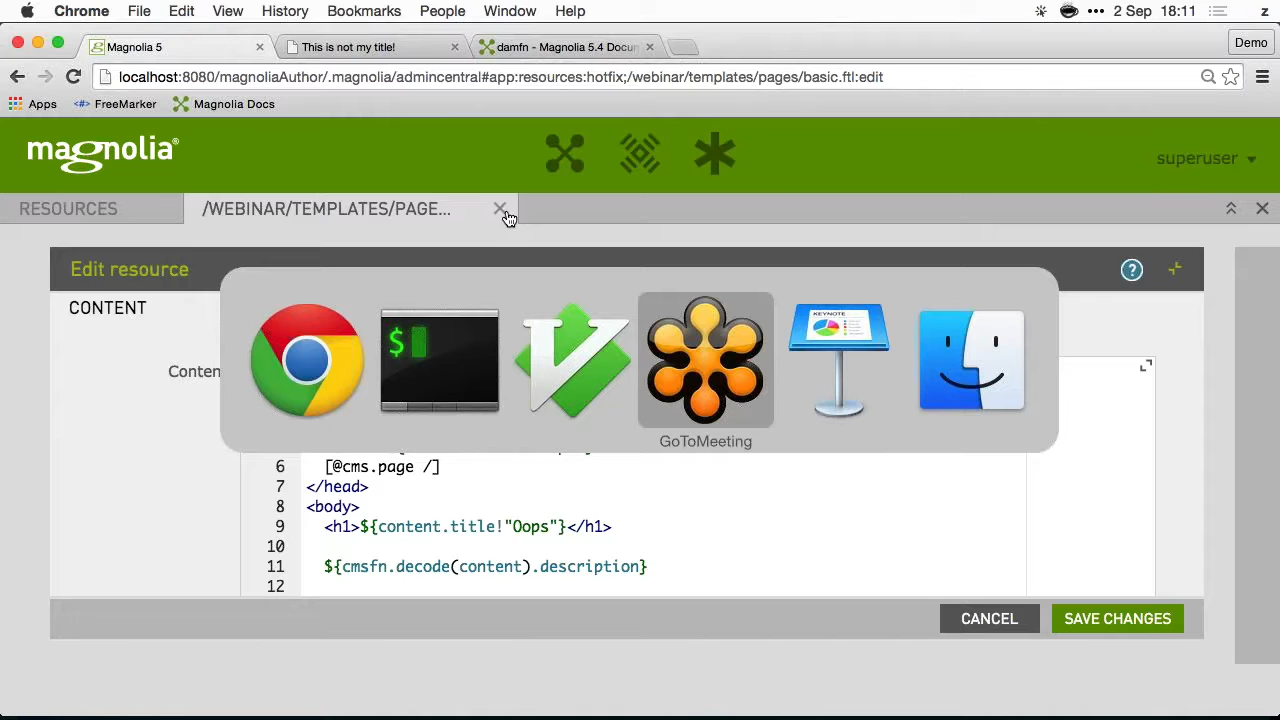 Chrome File Edit View History Bookmarks People Window Help 2 Sep 18:11 z
Magnolia 5 This is not my title! damfn - Magnolia 5.4 Docu Demo
localhost:8080/magnoliaAuthor/.magnolia/admincentral#app:resources:hotfix;/webinar/templates/pages/basic.ftl:edit
Apps <#> FreeMarker Magnolia Docs
magnolia® superuser
RESOURCES /WEBINAR/TEMPLATES/PAGE...
Edit resource ?
CONTENT
KEYNOTE
$
Conten
GoToMeeting
6 [@cms.page /]
7 </head>
8 <body>
9 <h1>${content.title!"Oops"}</h1>
10
11 ${cmsfn.decode(content).description}
12
CANCEL SAVE CHANGES